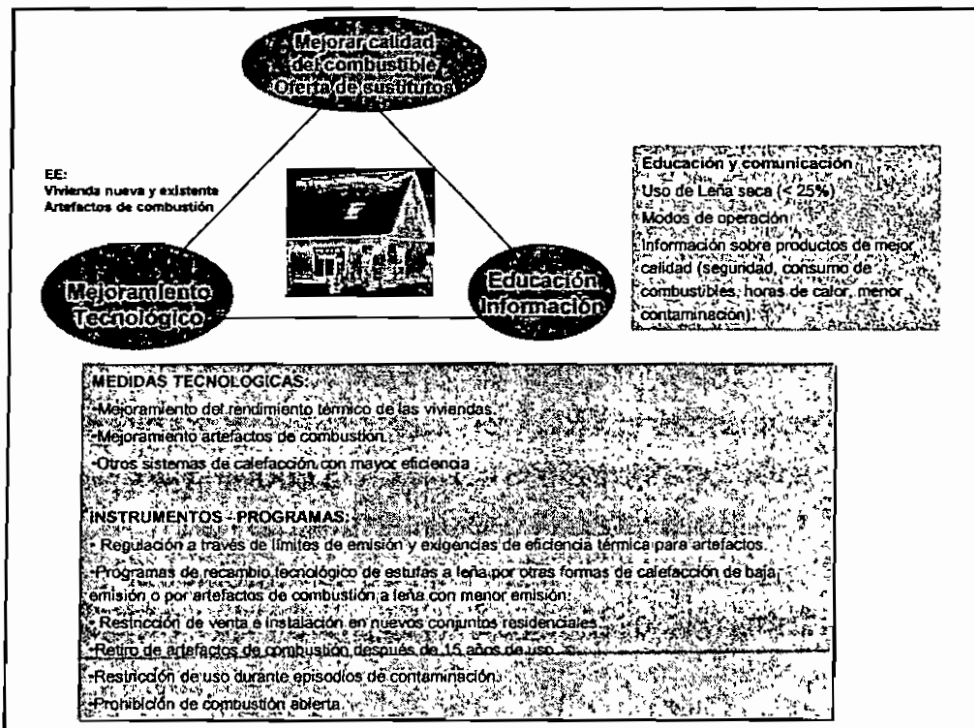 Mejorar calidad
del combustible
Oferta de sustitutos
EE:
Vivienda nueva y existente
Artefactos de combustión
Mejoramiento
Tecnológico
Educación
Información
Educación y comunicación
Uso de Leña seca (< 25%)
Modos de operación
Información sobre productos de mejor
calidad (seguridad, consumo de
combustibles, horas de calor, menor
contaminación).
MEDIDAS TECNOLOGICAS:
•Mejoramiento del rendimiento térmico de las viviendas.
•Mejoramiento artefactos de combustión.
•Otros sistemas de calefacción con mayor eficiencia
INSTRUMENTOS - PROGRAMAS:
• Regulación a través de límites de emisión y exigencias de eficiencia térmica para artefactos.
•Programas de recambio tecnológico de estufas a leña por otras formas de calefacción de baja
emisión o por artefactos de combustión a leña con menor emisión.
• Restricción de venta e instalación en nuevos conjuntos residenciales
•Retiro de artefactos de combustión después de 15 años de uso.
•Restricción de uso durante episodios de contaminación.
•Prohibición de combustión abierta.